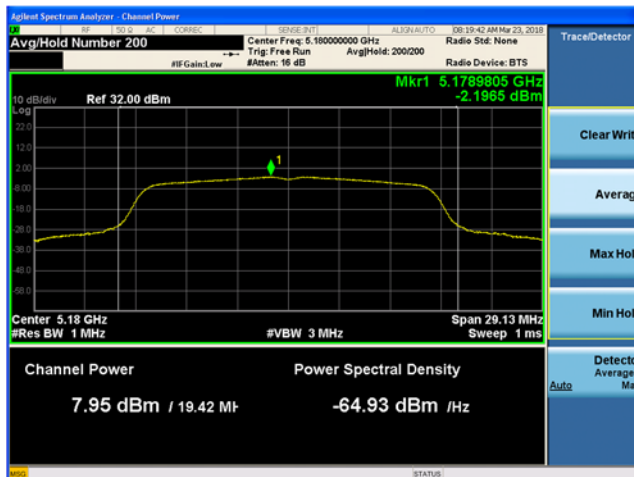 Agilent Spectrum Analyzer - Channel Power
RF 50 Ω AC CORREC SENSE:INT ALIGN AUTO 08:19:42 AM Mar 23, 2018
Avg/Hold Number 200
Center Freq: 5.180000000 GHz
Radio Std: None
Trace/Detector
Trig: Free Run Avg|Hold: 200/200
#IFGain:Low #Atten: 16 dB Radio Device: BTS
Mkr1 5.1789805 GHz
-2.1965 dBm
10 dB/div Ref 32.00 dBm
Log
22.0
12.0
2.00
-8.00
-18.0
-28.0
-38.0
-48.0
-58.0
1
Center 5.18 GHz Span 29.13 MHz
#Res BW 1 MHz #VBW 3 MHz Sweep 1 ms
Clear Writ
Averag
Max Hol
Min Hol
Detecto
Average
Auto Ma
Channel Power Power Spectral Density
7.95 dBm / 19.42 MH -64.93 dBm /Hz
MSG STATUS